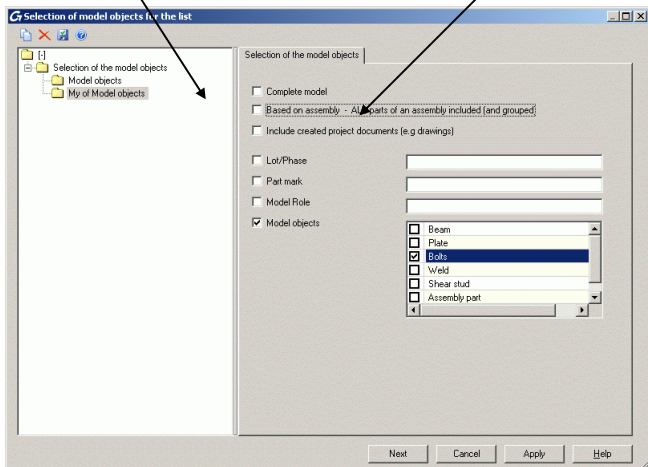 Selection of model objects for the list
[-]
Selection of the model objects
Model objects
My of Model objects
Selection of the model objects
Complete model
Based on assembly - ALL parts of an assembly included (and grouped)
Include created project documents (e.g drawings)
Lot/Phase
Part mark
Model Role
Model objects
Beam
Plate
Bolts
Weld
Shear stud
Assembly part
Next Cancel Apply Help